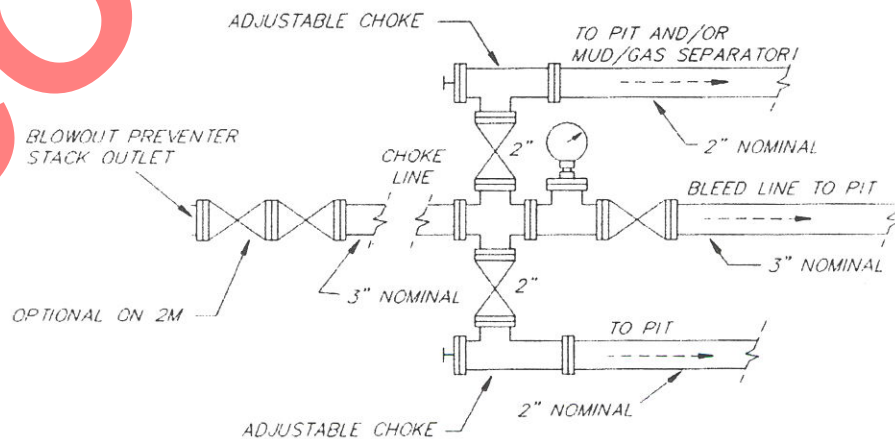 ADJUSTABLE CHOKE
TO PIT AND/OR
MUD/GAS SEPARATOR1
2"
2" NOMINAL
BLOWOUT PREVENTER
STACK OUTLET
CHOKE
LINE
BLEED LINE TO PIT
3" NOMINAL
3" NOMINAL
OPTIONAL ON 2M
2"
TO PIT
2" NOMINAL
ADJUSTABLE CHOKE